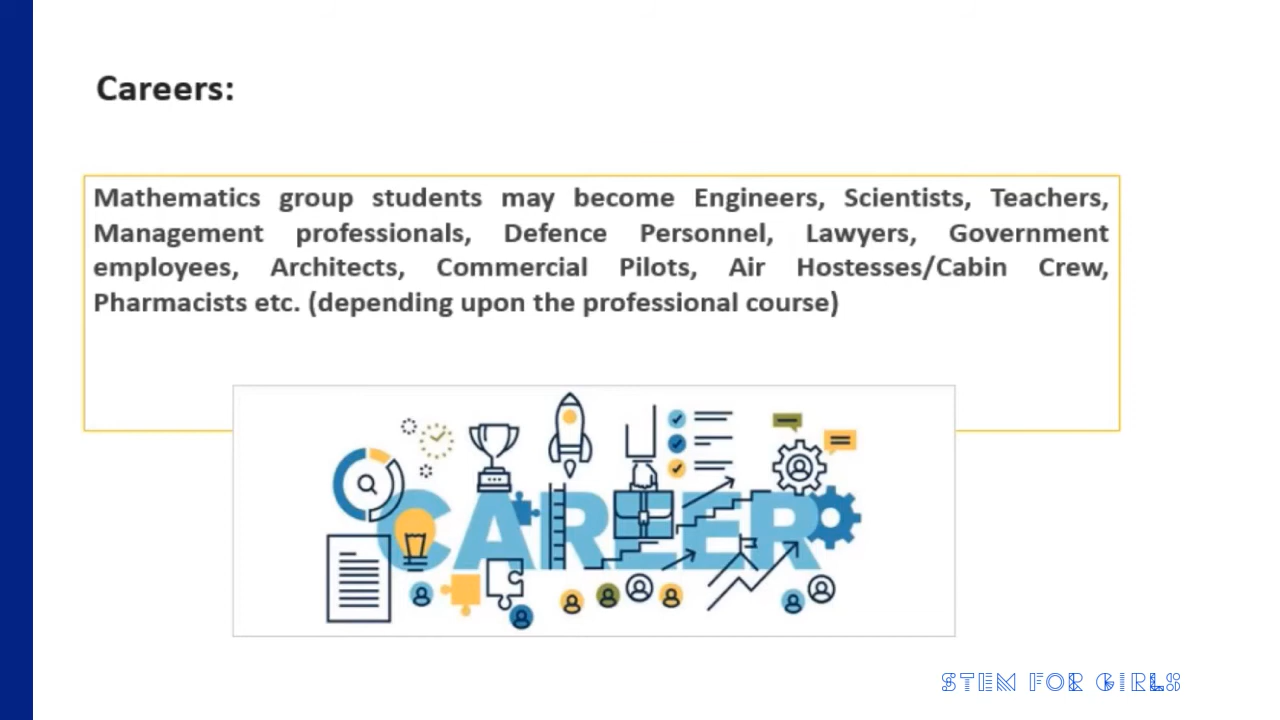 Careers:
Mathematics group students may become Engineers, Scientists, Teachers,
Management professionals, Defence Personnel, Lawyers, Government
employees, Architects, Commercial Pilots, Air Hostesses/Cabin Crew,
Pharmacists etc. (depending upon the professional course)
CAREER
STEM FOR GIRLS